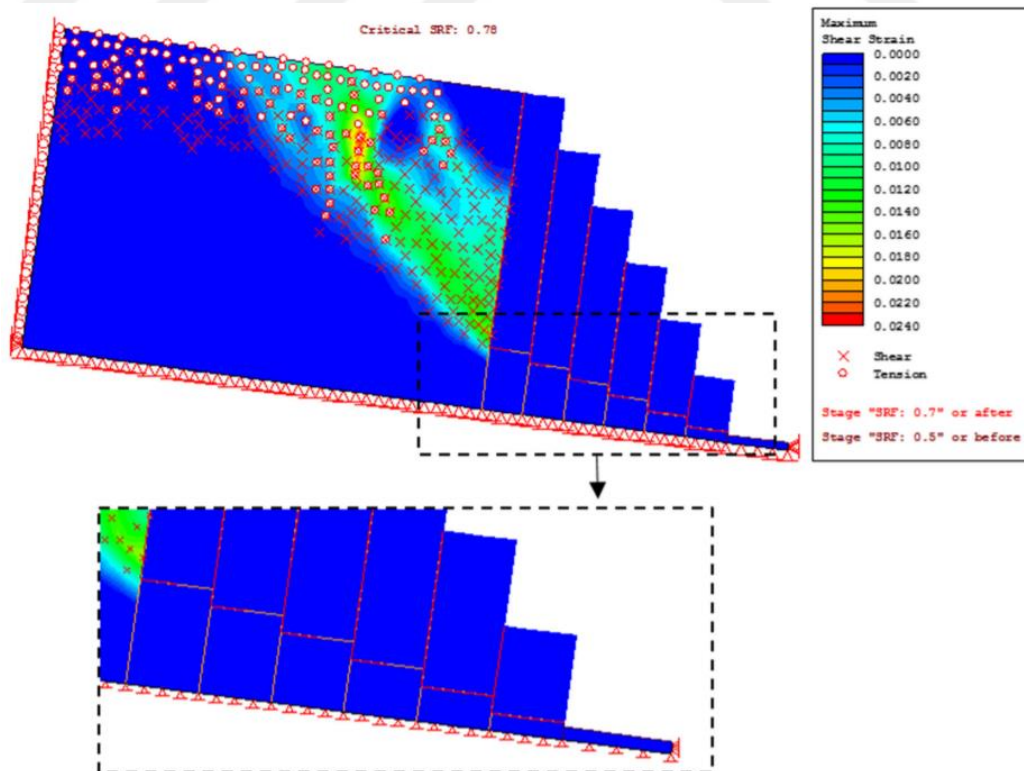 Critical SRF: 0.78
Maximum
Shear Strain
0.0000
0.0020
0.0040
0.0060
0.0080
0.0100
0.0120
0.0140
0.0160
0.0180
0.0200
0.0220
0.0240
Shear
Tension
Stage "SRF: 0.7" or after
Stage "SRF: 0.5" or before